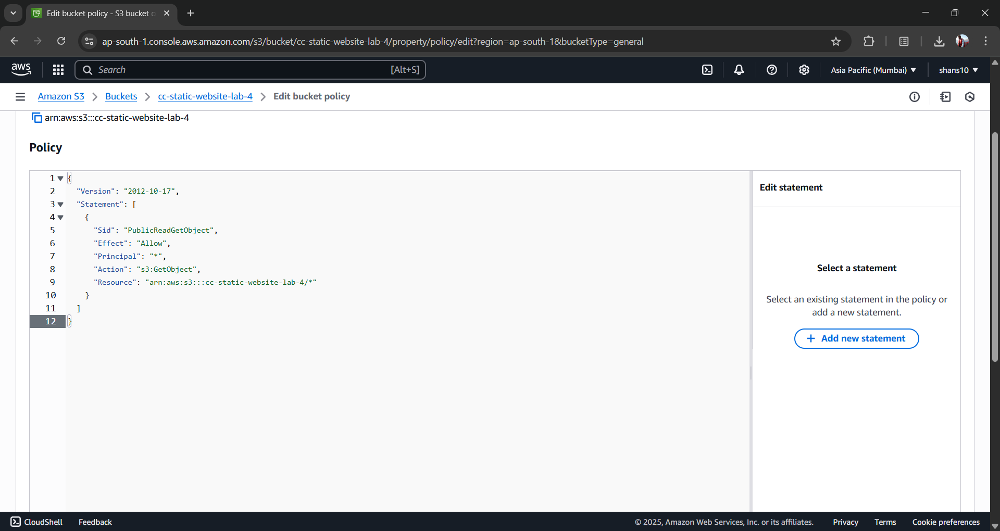 Edit bucket policy - S3 bucket
ap-south-1.console.aws.amazon.com/s3/bucket/cc-static-website-lab-4/property/policy/edit?region=ap-south-1&bucketType=general
aws
Search [Alt+S]
Asia Pacific (Mumbai)
shans10
Amazon S3 > Buckets > cc-static-website-lab-4 > Edit bucket policy
arn:aws:s3:::cc-static-website-lab-4
Policy
1 {
2 "Version": "2012-10-17",
3 "Statement": [
4 {
5 "Sid": "PublicReadGetObject",
6 "Effect": "Allow",
7 "Principal": "*",
8 "Action": "s3:GetObject",
9 "Resource": "arn:aws:s3:::cc-static-website-lab-4/*"
10 }
11 ]
12 }
Edit statement
Select a statement
Select an existing statement in the policy or
add a new statement.
+ Add new statement
CloudShell
Feedback
© 2025, Amazon Web Services, Inc. or its affiliates.
Privacy
Terms
Cookie preferences